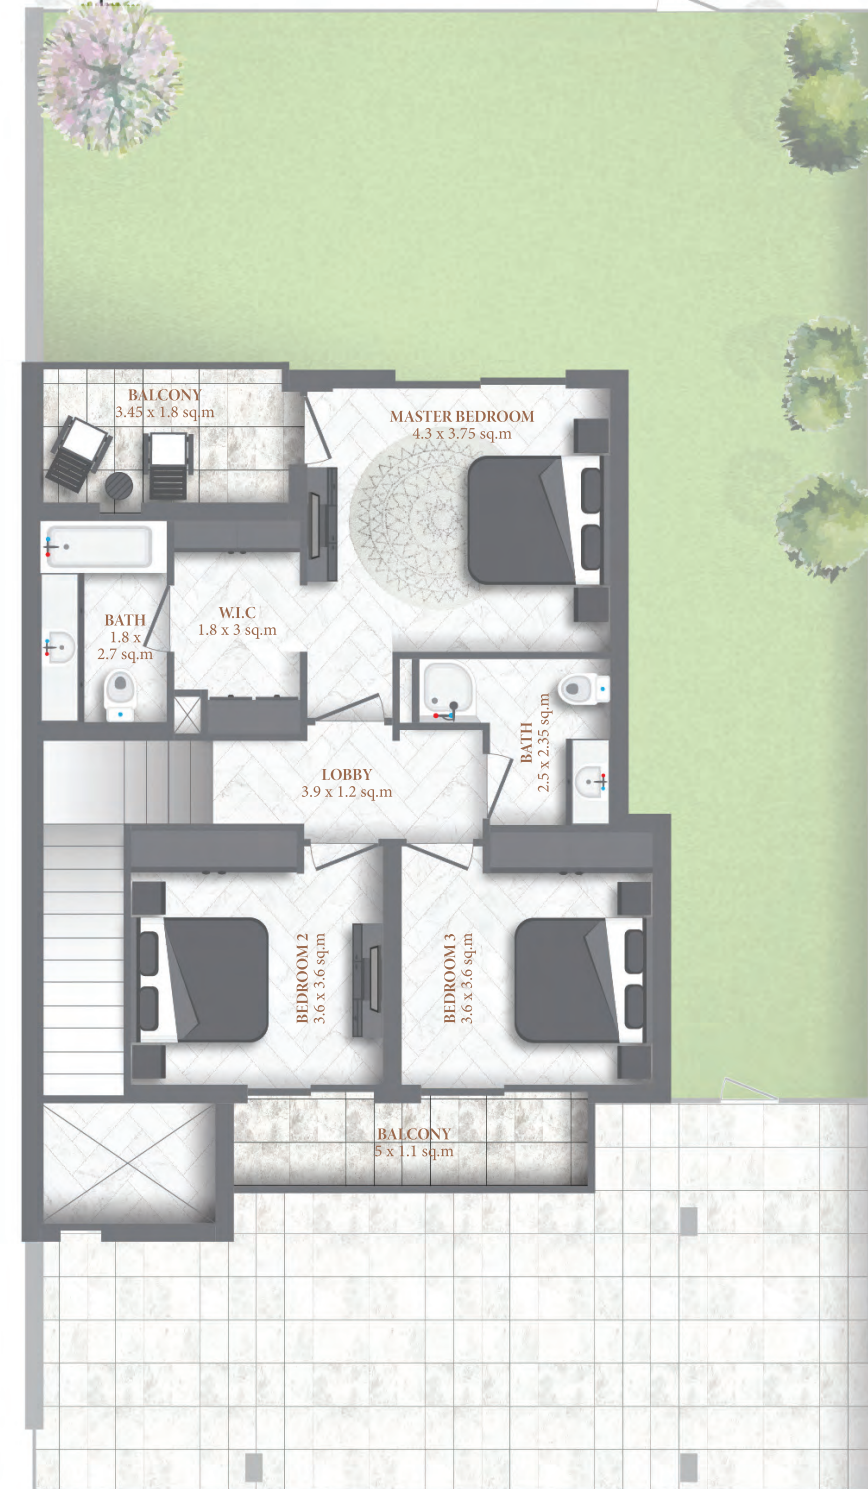 BALCONY
3.45 x 1.8 sq.m
MASTER BEDROOM
4.3 x 3.75 sq.m
BATH
1.8 x
2.7 sq.m
W.I.C
1.8 x 3 sq.m
BATH
2.5 x 2.35 sq.m
LOBBY
3.9 x 1.2 sq.m
BEDROOM 2
3.6 x 3.6 sq.m
BEDROOM 3
3.6 x 3.6 sq.m
BALCONY
5 x 1.1 sq.m